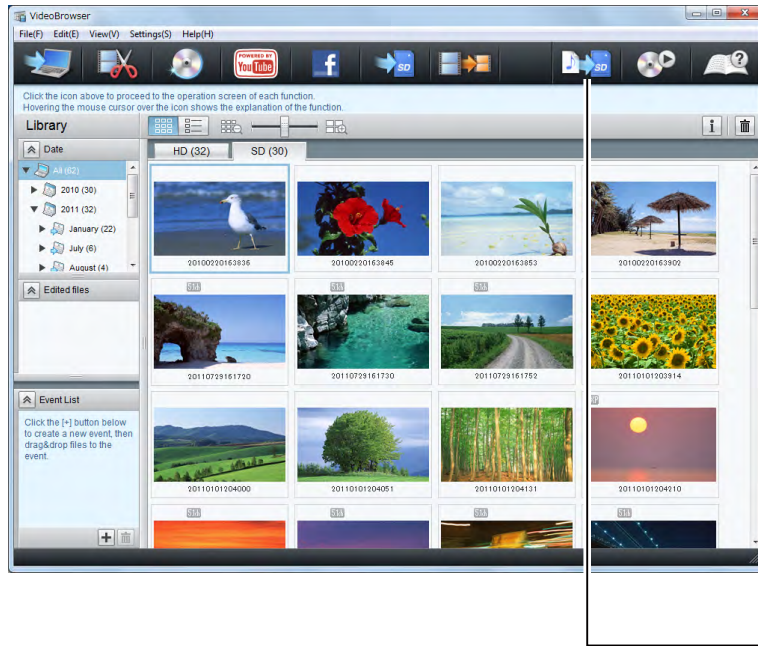 VideoBrowser
File(F) Edit(E) View(V) Settings(S) Help(H)
POWERED BY
YouTube
f
SD
SD
?
Click the icon above to proceed to the operation screen of each function.
Hovering the mouse cursor over the icon shows the explanation of the function.
Library
i
Date
HD (32) SD (30)
All (62)
2010 (30)
2011 (32)
January (22)
July (6)
August (4)
20100220163836 20100220163845 20100220163853 20100220163902
Edited files
20110729161720 20110729161730 20110729161752 20110101203914
Event List
Click the [+] button below
to create a new event, then
drag&drop files to the
event.
20110101204000 20110101204051 20110101204131 20110101204210